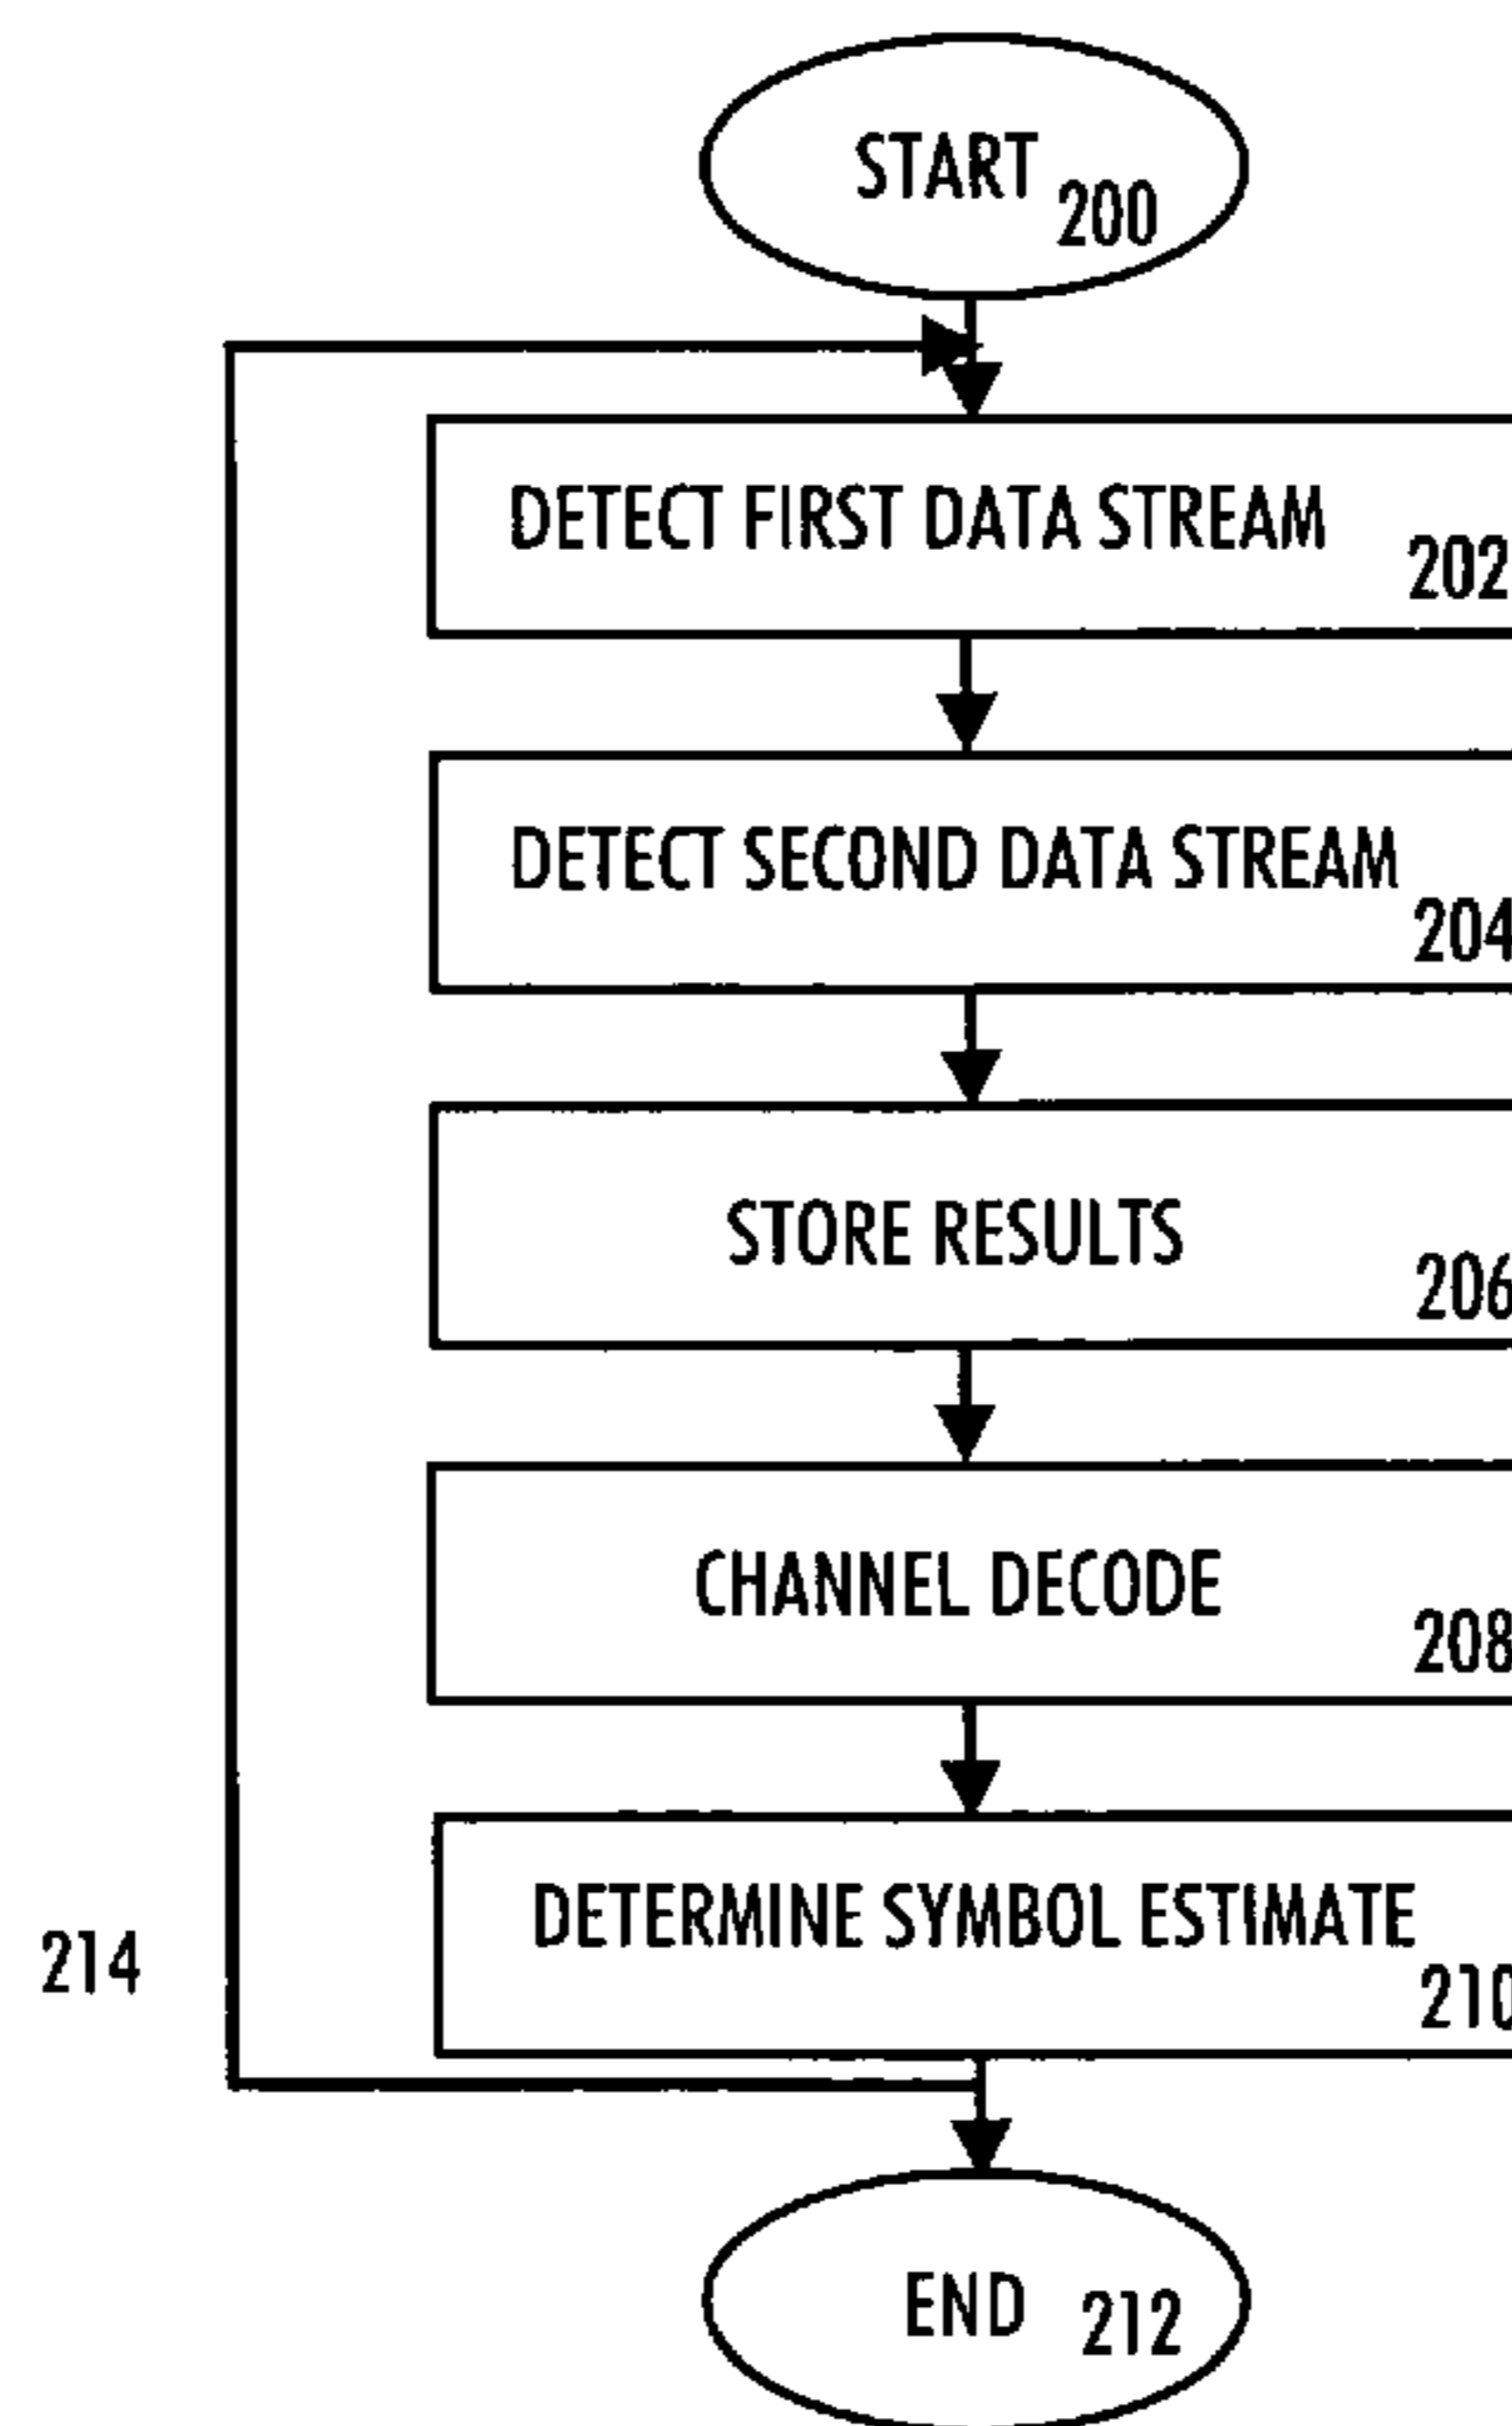 START 200
DETECT FIRST DATA STREAM
202
DETECT SECOND DATA STREAM
204
STORE RESULTS
206
CHANNEL DECODE
208
DETERMINE SYMBOL ESTIMATE
214
210
END 212